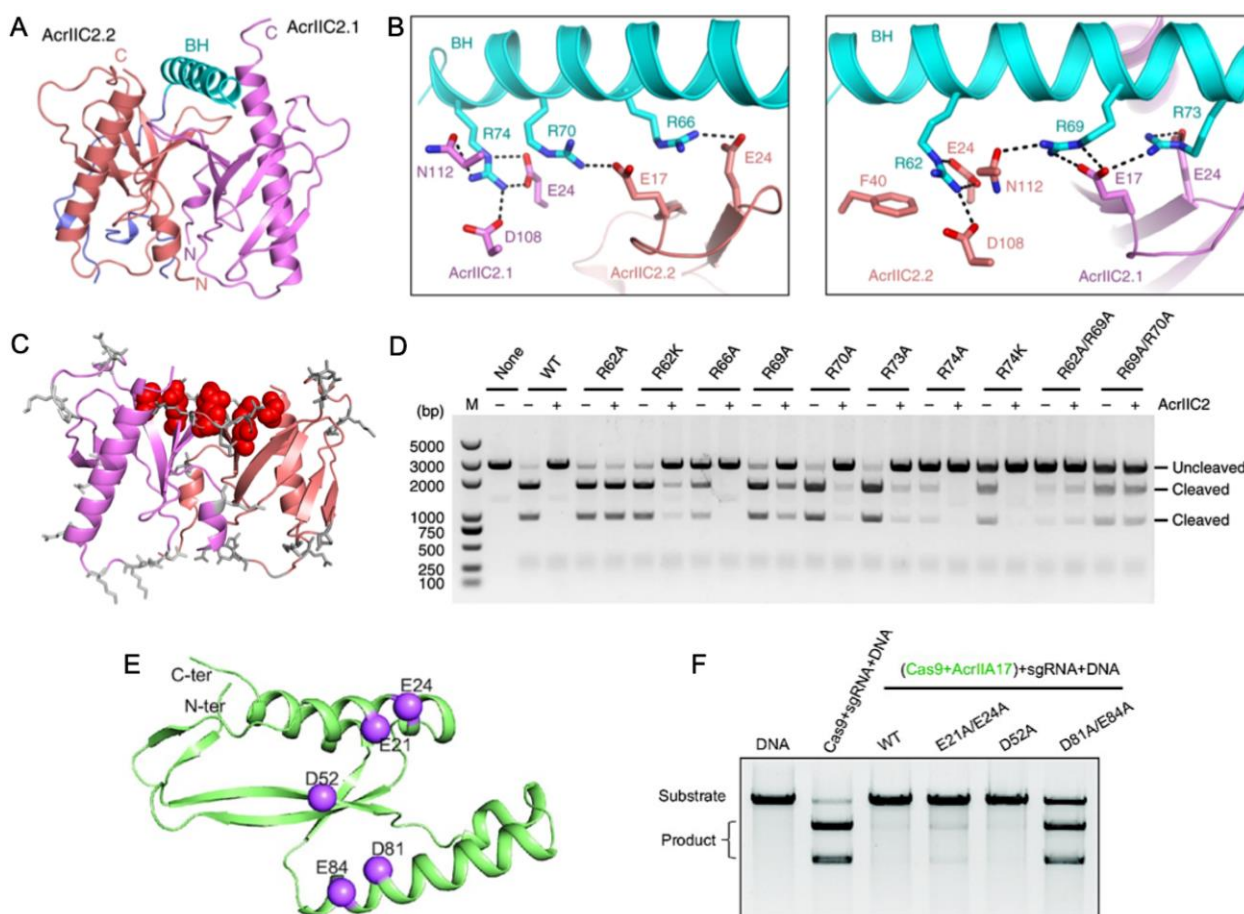 A
AcrIIC2.2
C
BH
C
AcrIIC2.1
N
N
B
BH
R74
R70
R66
N112
E24
E17
E24
D108
AcrIIC2.1
AcrIIC2.2
BH
R69
R73
E24
R62
N112
E17
E24
F40
D108
AcrIIC2.2
AcrIIC2.1
C
D
None
WT
R62A
R62K
R66A
R69A
R70A
R73A
R74A
R74K
R62A/R69A
R69A/R70A
(bp) M − − + − + − + − + − + − + − + − + − + − + − + AcrIIC2
5000
3000
2000
1000
750
500
250
100
Uncleaved
Cleaved
Cleaved
E
C-ter
N-ter
E24
E21
D52
D81
E84
F
(Cas9+AcrIIA17)+sgRNA+DNA
DNA
Cas9+sgRNA+DNA
WT
E21A/E24A
D52A
D81A/E84A
Substrate
Product